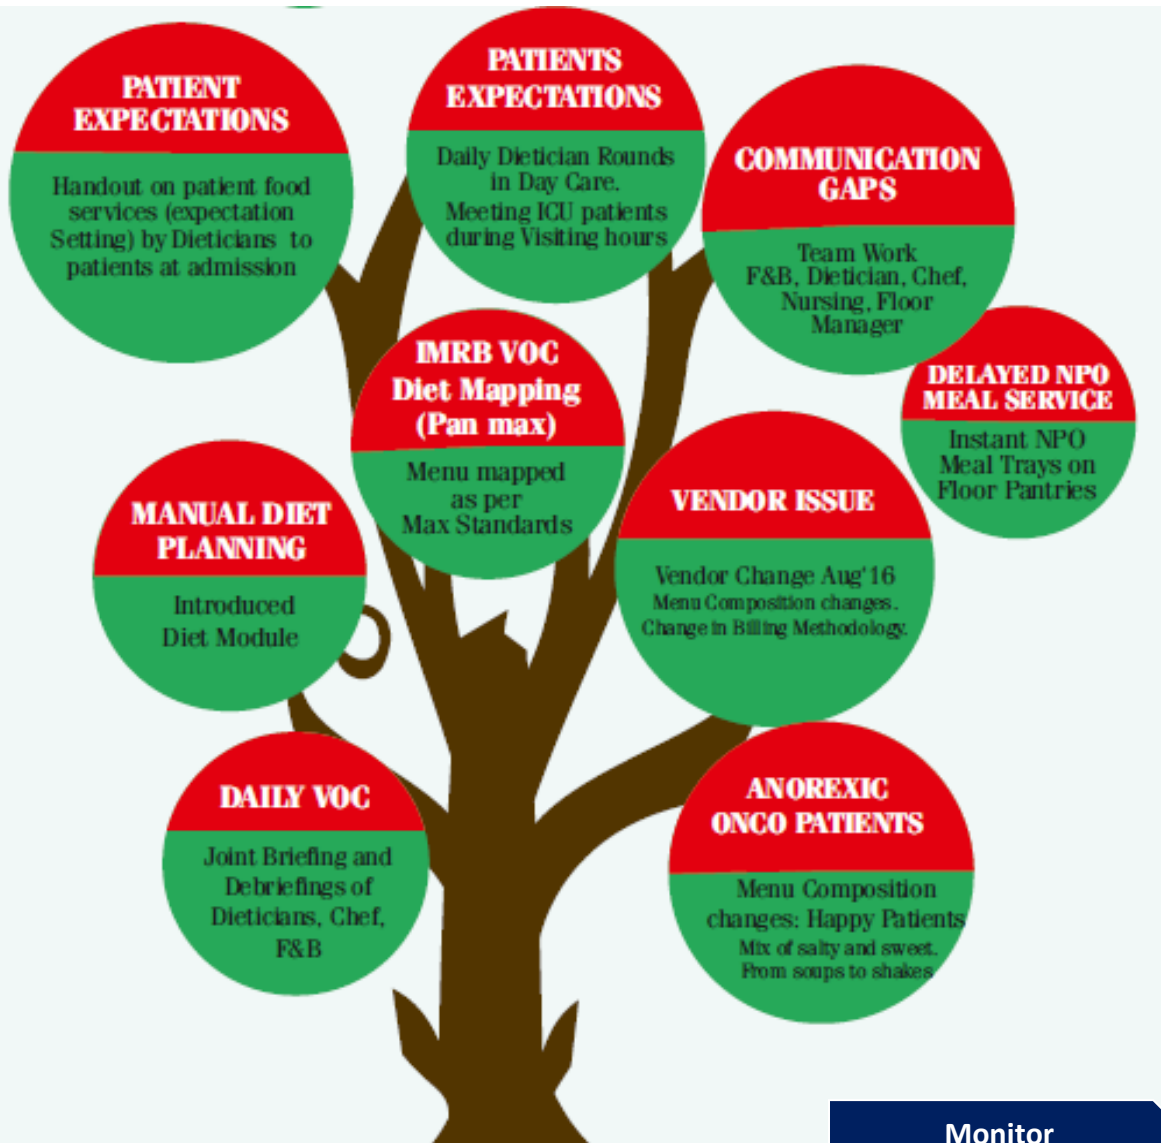 PATIENT
EXPECTATIONS
Handout on patient food
services (expectation
Setting) by Dieticians to
patients at admission
PATIENTS
EXPECTATIONS
Daily Dietician Rounds
in Day Care.
Meeting ICU patients
during Visiting hours
COMMUNICATION
GAPS
Team Work
F&B, Dietician, Chef,
Nursing, Floor
Manager
IMRB VOC
Diet Mapping
(Pan max)
Menu mapped
as per
Max Standards
DELAYED NPO
MEAL SERVICE
Instant NPO
Meal Trays on
Floor Pantries
MANUAL DIET
PLANNING
Introduced
Diet Module
VENDOR ISSUE
Vendor Change Aug'16
Menu Composition changes.
Change in Billing Methodology.
DAILY VOC
Joint Briefing and
Debriefings of
Dieticians, Chef,
F&B
ANOREXIC
ONCO PATIENTS
Menu Composition
changes: Happy Patients
Mix of salty and sweet.
From soups to shakes
Monitor